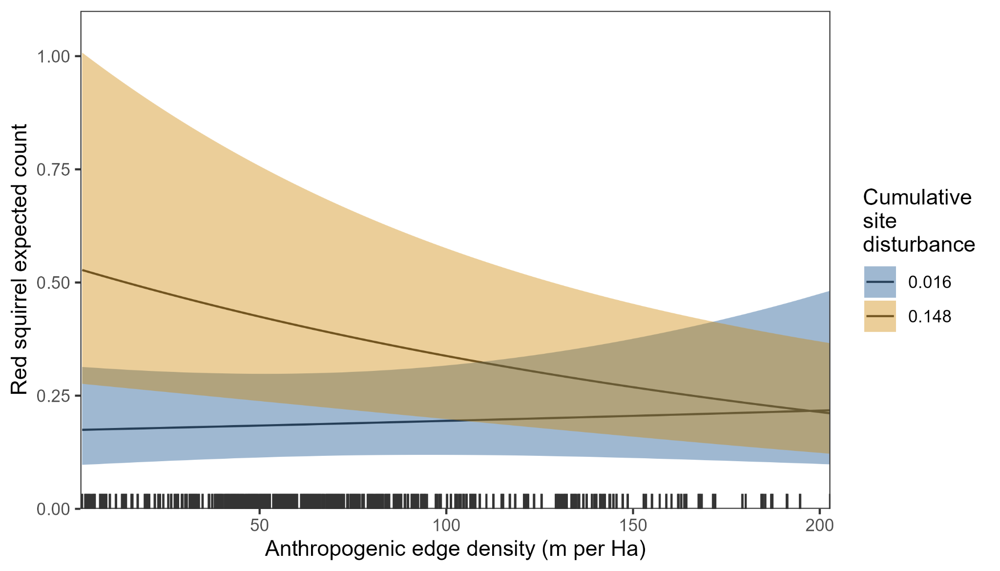 Red squirrel expected count
1.00
0.75
0.50
0.25
0.00
50
100
150
200
Anthropogenic edge density (m per Ha)
Cumulative
site
disturbance
0.016
0.148